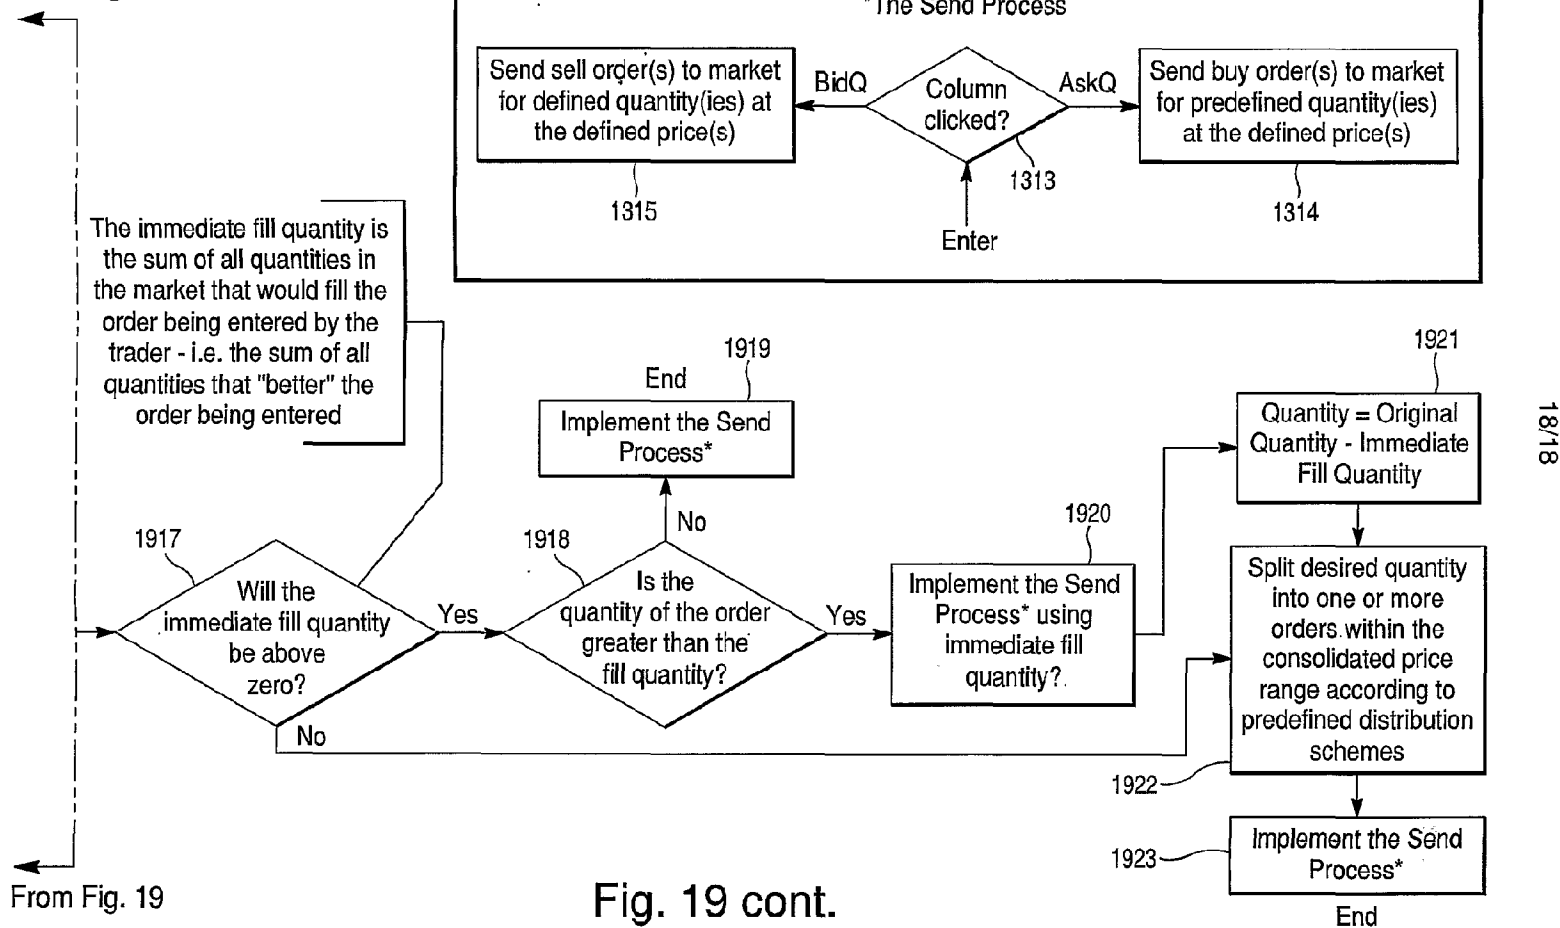 *The Send Process
Send sell order(s) to market
for defined quantity(ies) at
the defined price(s)
BidQ
Column
clicked?
AskQ
Send buy order(s) to market
for predefined quantity(ies)
at the defined price(s)
1315
1313
1314
Enter
The immediate fill quantity is
the sum of all quantities in
the market that would fill the
order being entered by the
trader - i.e. the sum of all
quantities that "better" the
order being entered
1919
End
Implement the Send
Process*
No
1921
Quantity = Original
Quantity - Immediate
Fill Quantity
18/18
1917
Will the
immediate fill quantity
be above
zero?
Yes
No
1918
Is the
quantity of the order
greater than the
fill quantity?
Yes
1920
Implement the Send
Process* using
immediate fill
quantity?
Split desired quantity
into one or more
orders within the
consolidated price
range according to
predefined distribution
schemes
1922
1923
Implement the Send
Process*
End
From Fig. 19
Fig. 19 cont.